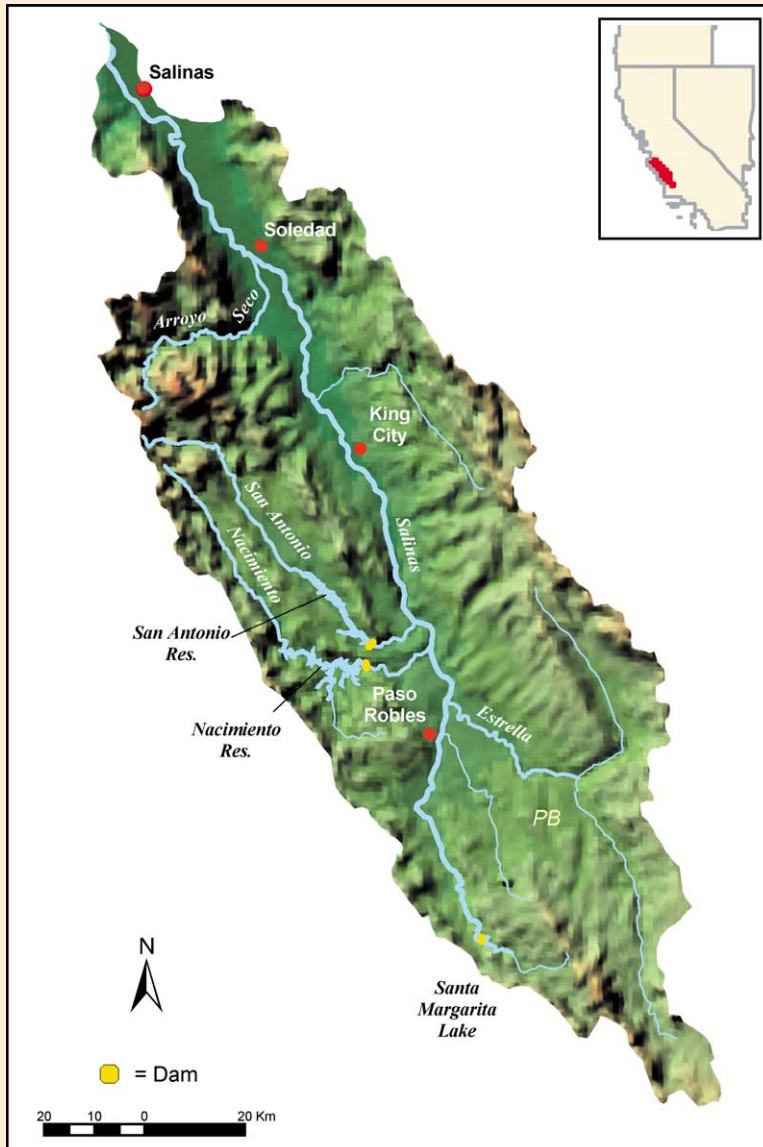 Salinas
Soledad
Arroyo
Seco
King
City
San Antonio
Nacimiento
Salinas
San Antonio
Res.
Paso
Robles
Nacimiento
Res.
Estrella
PB
Santa
Margarita
Lake
N
= Dam
20 10 0 20 Km